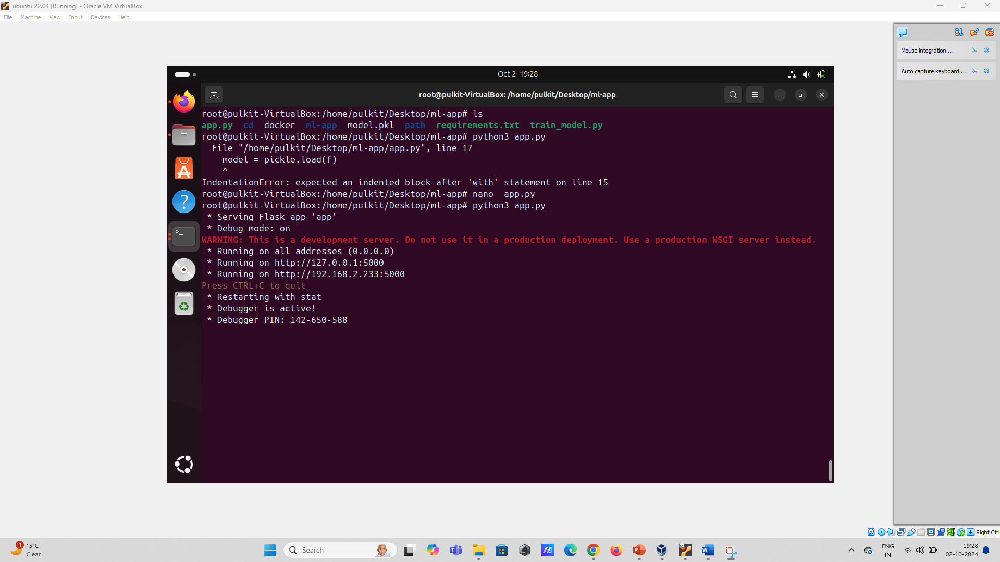 ubuntu 22.04 [Running] - Oracle VM VirtualBox
File Machine View Input Devices Help
Mouse integration ...
Auto capture keyboard ...
Oct 2 19:28
root@pulkit-VirtualBox: /home/pulkit/Desktop/ml-app
root@pulkit-VirtualBox:/home/pulkit/Desktop/ml-app# ls
app.py cd docker ml-app model.pkl path requirements.txt train_model.py
root@pulkit-VirtualBox:/home/pulkit/Desktop/ml-app# python3 app.py
File "/home/pulkit/Desktop/ml-app/app.py", line 17
model = pickle.load(f)
^
IndentationError: expected an indented block after 'with' statement on line 15
root@pulkit-VirtualBox:/home/pulkit/Desktop/ml-app# nano  app.py
root@pulkit-VirtualBox:/home/pulkit/Desktop/ml-app# python3 app.py
* Serving Flask app 'app'
* Debug mode: on
WARNING: This is a development server. Do not use it in a production deployment. Use a production WSGI server instead.
* Running on all addresses (0.0.0.0)
* Running on http://127.0.0.1:5000
* Running on http://192.168.2.233:5000
Press CTRL+C to quit
* Restarting with stat
* Debugger is active!
* Debugger PIN: 142-650-588
Right Ctrl
1
15°C
Clear
Search
ENG
IN
19:28
02-10-2024